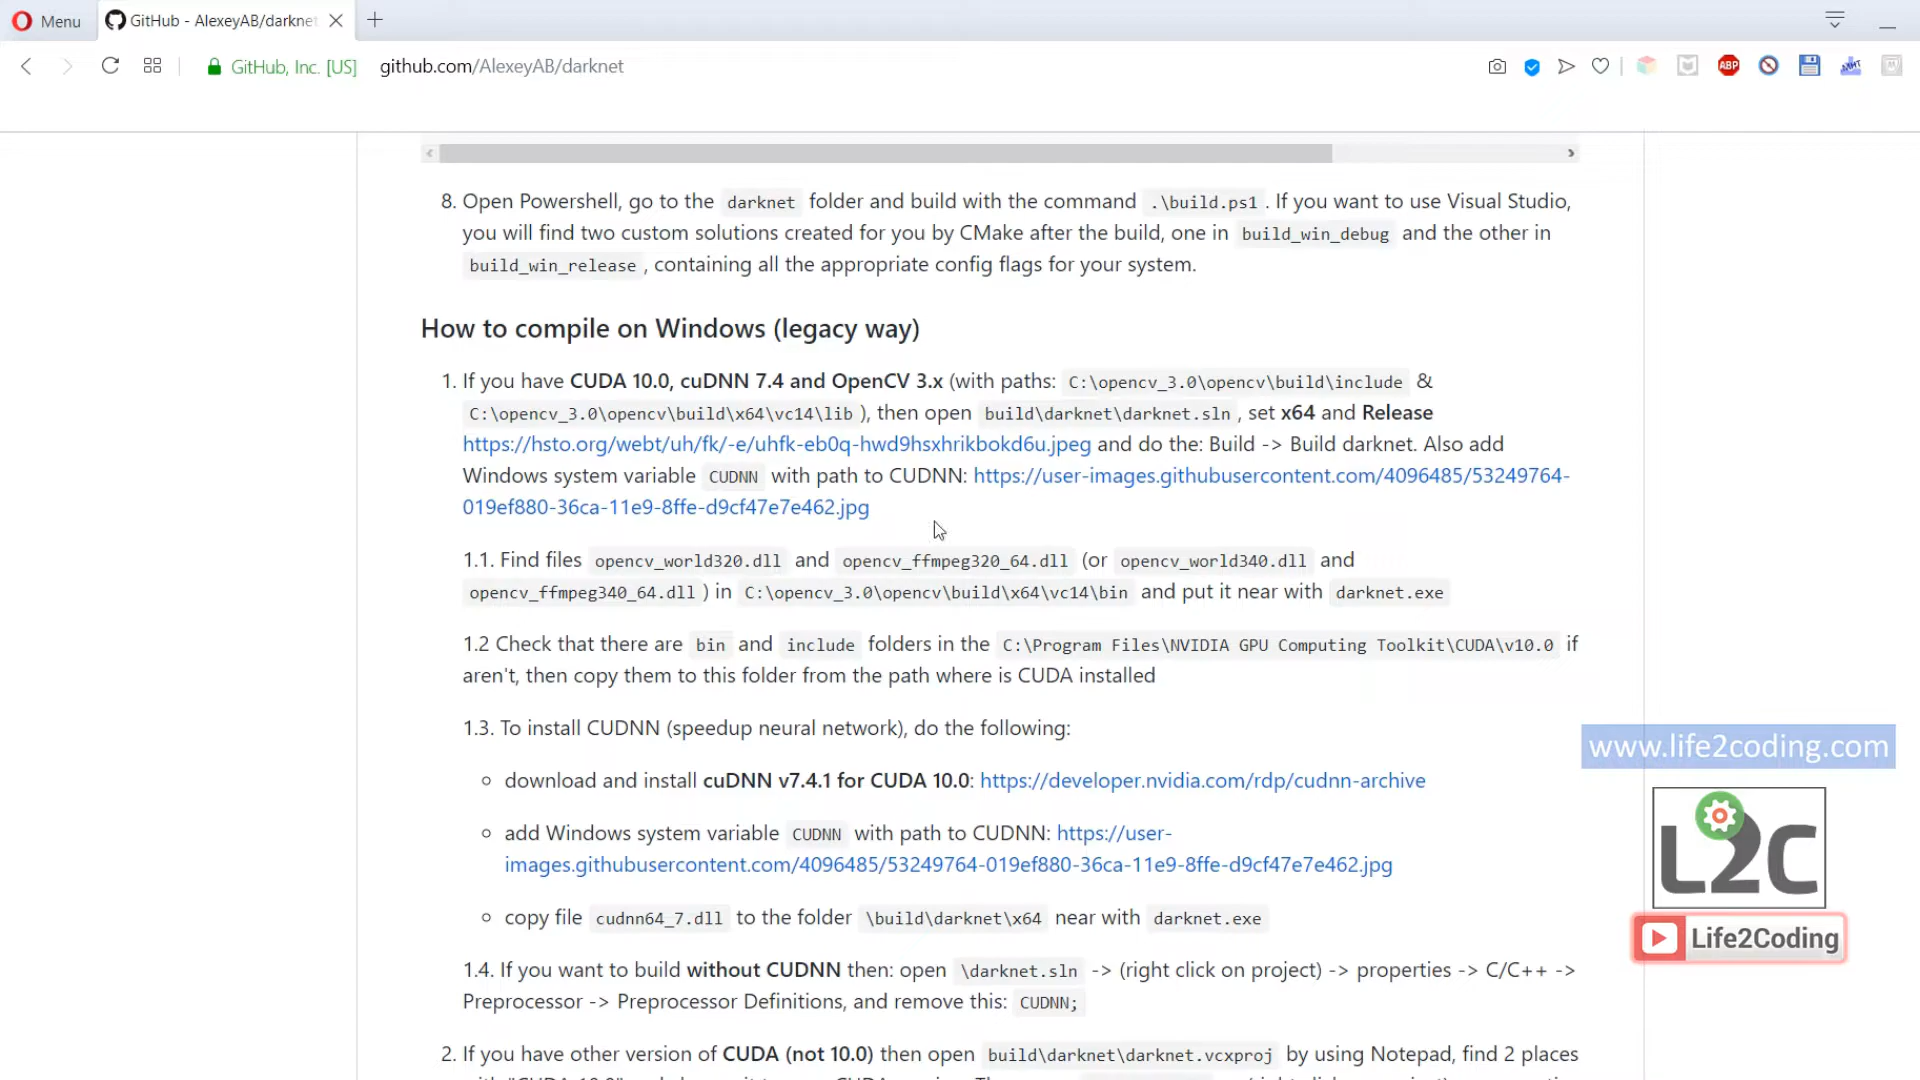 Menu
GitHub - AlexeyAB/darknet
GitHub, Inc. [US]
github.com/AlexeyAB/darknet
ABP
8. Open Powershell, go to the darknet folder and build with the command .\build.ps1 . If you want to use Visual Studio,
you will find two custom solutions created for you by CMake after the build, one in build_win_debug and the other in
build_win_release , containing all the appropriate config flags for your system.
How to compile on Windows (legacy way)
1. If you have CUDA 10.0, cuDNN 7.4 and OpenCV 3.x (with paths: C:\opencv_3.0\opencv\build\include &
C:\opencv_3.0\opencv\build\x64\vc14\lib ), then open build\darknet\darknet.sln , set x64 and Release
https://hsto.org/webt/uh/fk/-e/uhfk-eb0q-hwd9hsxhrikbokd6u.jpeg and do the: Build -> Build darknet. Also add
Windows system variable CUDNN with path to CUDNN: https://user-images.githubusercontent.com/4096485/53249764-
019ef880-36ca-11e9-8ffe-d9cf47e7e462.jpg
1.1. Find files opencv_world320.dll and opencv_ffmpeg320_64.dll (or opencv_world340.dll and
opencv_ffmpeg340_64.dll ) in C:\opencv_3.0\opencv\build\x64\vc14\bin and put it near with darknet.exe
1.2 Check that there are bin and include folders in the C:\Program Files\NVIDIA GPU Computing Toolkit\CUDA\v10.0 if
aren't, then copy them to this folder from the path where is CUDA installed
1.3. To install CUDNN (speedup neural network), do the following:
download and install cuDNN v7.4.1 for CUDA 10.0: https://developer.nvidia.com/rdp/cudnn-archive
add Windows system variable CUDNN with path to CUDNN: https://user-
images.githubusercontent.com/4096485/53249764-019ef880-36ca-11e9-8ffe-d9cf47e7e462.jpg
copy file cudnn64_7.dll to the folder \build\darknet\x64 near with darknet.exe
1.4. If you want to build without CUDNN then: open \darknet.sln -> (right click on project) -> properties -> C/C++ ->
Preprocessor -> Preprocessor Definitions, and remove this: CUDNN;
2. If you have other version of CUDA (not 10.0) then open build\darknet\darknet.vcxproj by using Notepad, find 2 places
www.life2coding.com
L2C
Life2Coding